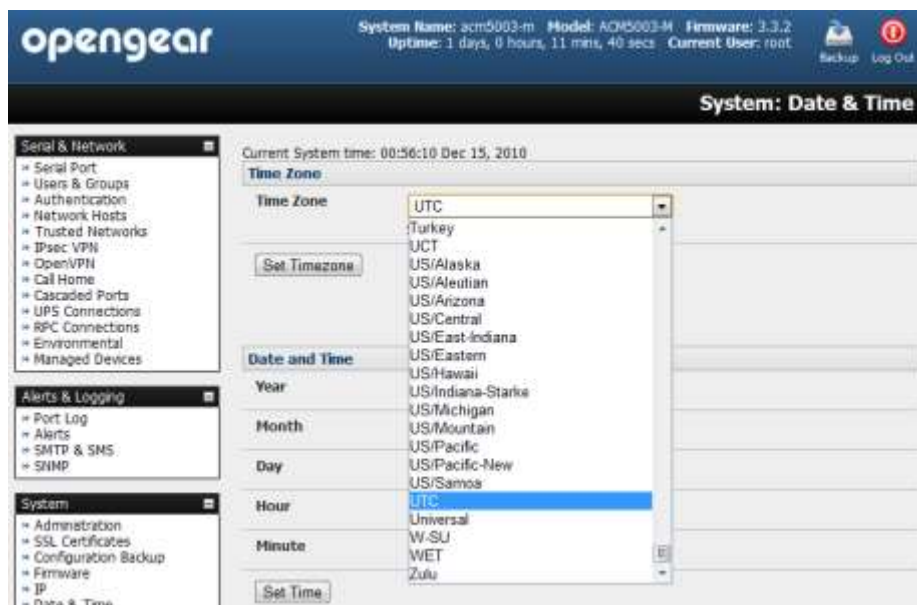 opengear
System Name: acm5003-m Model: ACM5003-M Firmware: 3.3.2
Uptime: 1 days, 0 hours, 11 mins, 40 secs Current User: root
Backup
Log Out
System: Date & Time
Serial & Network
Serial Port
Users & Groups
Authentication
Network Hosts
Trusted Networks
IPsec VPN
OpenVPN
Call Home
Cascaded Ports
UPS Connections
RPC Connections
Environmental
Managed Devices
Alerts & Logging
Port Log
Alerts
SMTP & SMS
SNMP
System
Administration
SSL Certificates
Configuration Backup
Firmware
IP
Date & Time
Current System time: 00:56:10 Dec 15, 2010
Time Zone
Time Zone
UTC
Turkey
UCT
US/Alaska
US/Aleutian
US/Arizona
US/Central
US/East-Indiana
US/Eastern
US/Hawaii
US/Indiana-Starke
US/Michigan
US/Mountain
US/Pacific
US/Pacific-New
US/Samoa
UTC
Universal
W-SU
WET
Zulu
Set Timezone
Date and Time
Year
Month
Day
Hour
Minute
Set Time